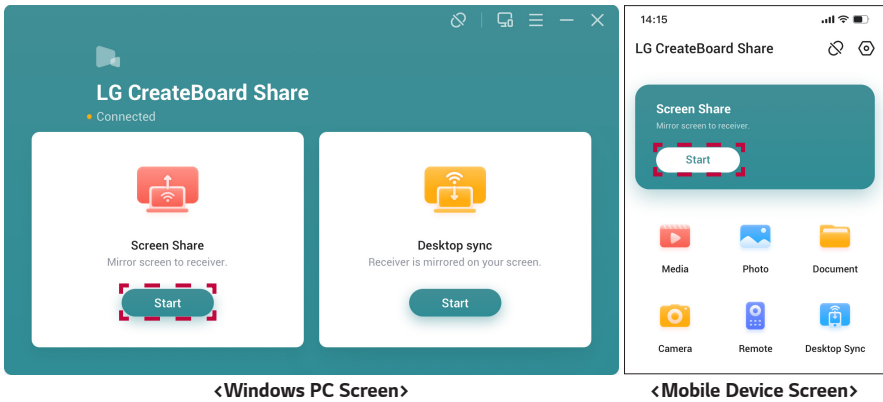 LG CreateBoard Share
Connected
Screen Share
Mirror screen to receiver.
Start
Desktop sync
Receiver is mirrored on your screen.
Start
<Windows PC Screen>
14:15
LG CreateBoard Share
Screen Share
Mirror screen to receiver.
Start
Media Photo Document
Camera Remote Desktop Sync
<Mobile Device Screen>